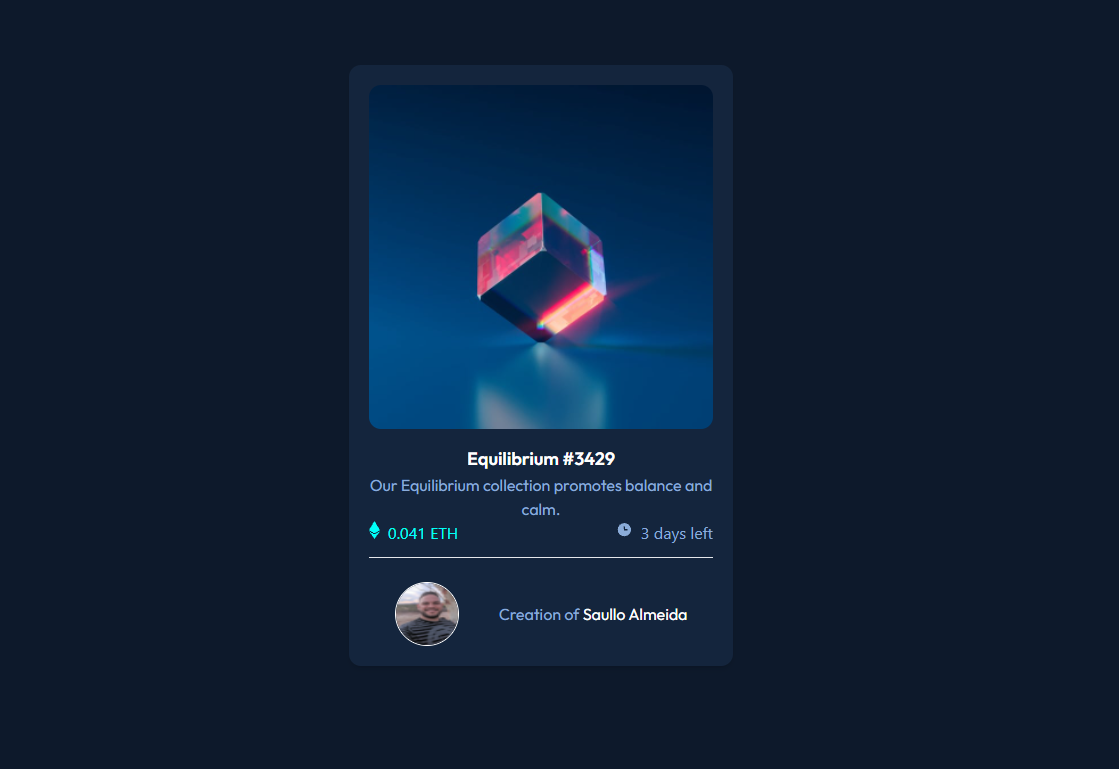 Equilibrium #3429
Our Equilibrium collection promotes balance and
calm.
0.041 ETH 3 days left
Creation of Saullo Almeida